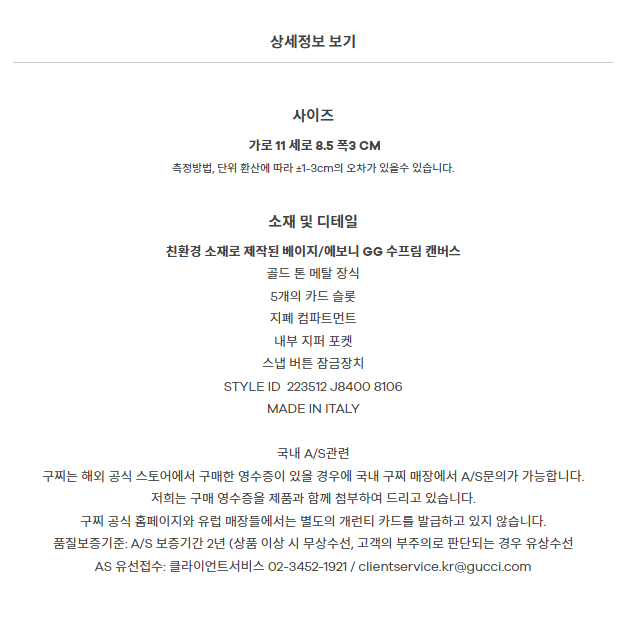 상세정보 보기
사이즈
가로 11 세로 8.5 폭3 CM
측정방법, 단위 환산에 따라 ±1-3cm의 오차가 있을수 있습니다.
소재 및 디테일
친환경 소재로 제작된 베이지/에보니 GG 수프림 캔버스
골드 톤 메탈 장식
5개의 카드 슬롯
지폐 컴파트먼트
내부 지퍼 포켓
스냅 버튼 잠금장치
STYLE ID  223512 J8400 8106
MADE IN ITALY
국내 A/S관련
구찌는 해외 공식 스토어에서 구매한 영수증이 있을 경우에 국내 구찌 매장에서 A/S문의가 가능합니다.
저희는 구매 영수증을 제품과 함께 첨부하여 드리고 있습니다.
구찌 공식 홈페이지와 유럽 매장들에서는 별도의 개런티 카드를 발급하고 있지 않습니다.
품질보증기준: A/S 보증기간 2년 (상품 이상 시 무상수선, 고객의 부주의로 판단되는 경우 유상수선
AS 유선접수: 클라이언트서비스 02-3452-1921 / clientservice.kr@gucci.com